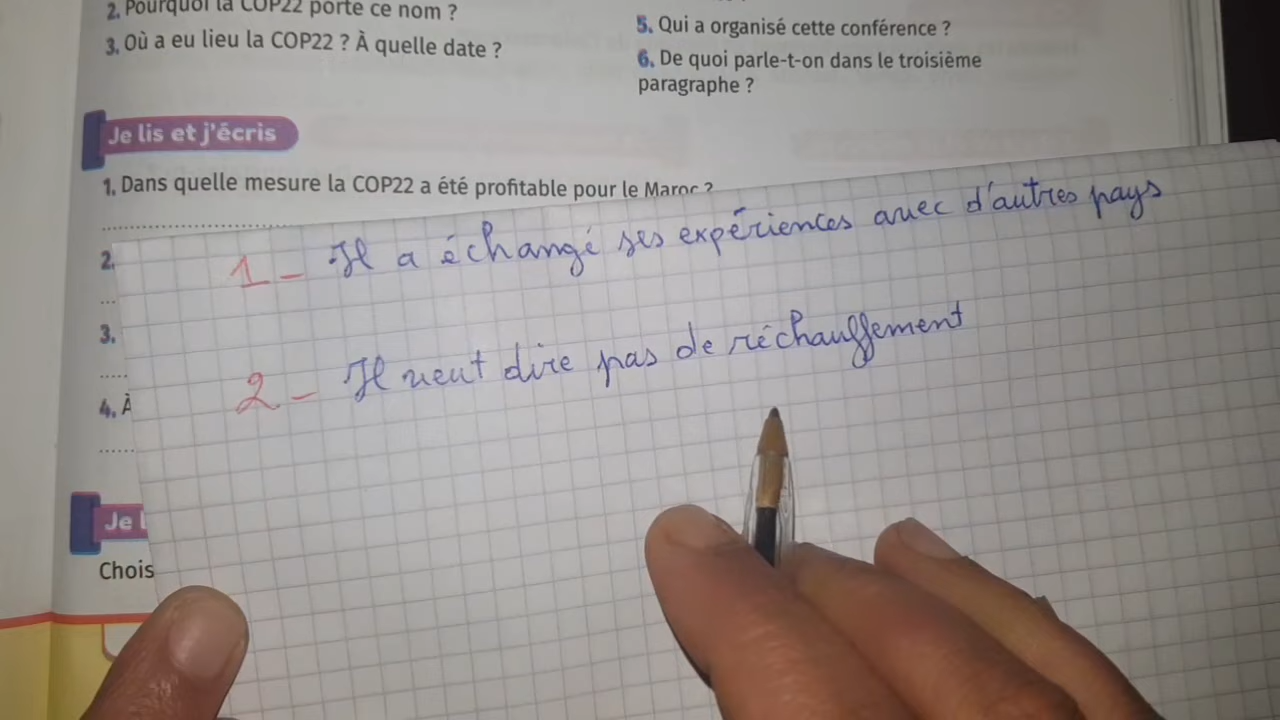 2. Pourquoi la COP22 porte ce nom ?
3. Où a eu lieu la COP22 ? À quelle date ?
5. Qui a organisé cette conférence ?
6. De quoi parle-t-on dans le troisième
paragraphe ?
Je lis et j'écris
1. Dans quelle mesure la COP22 a été profitable pour le Maroc ?
2.
3.
4. À
1 - Il a échangé ses expériences avec d'autres pays
2 - Il veut dire pas de réchauffement
Je
Chois